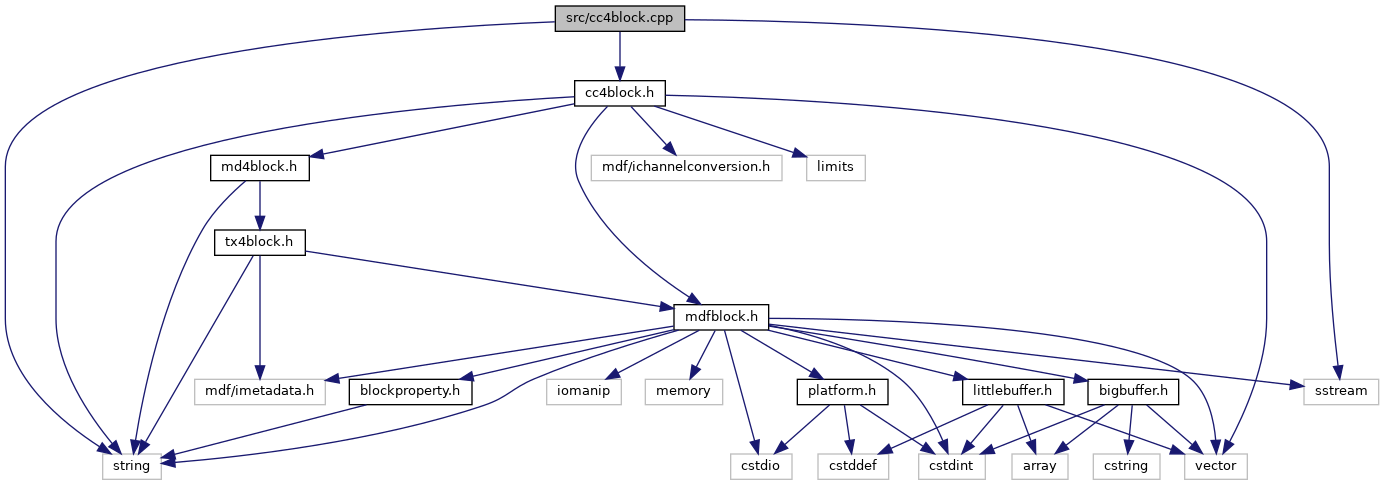 src/cc4block.cpp
cc4block.h
md4block.h
mdf/ichannelconversion.h
limits
tx4block.h
mdfblock.h
mdf/imetadata.h
blockproperty.h
iomanip
memory
platform.h
littlebuffer.h
bigbuffer.h
sstream
string
cstdio
cstddef
cstdint
array
cstring
vector